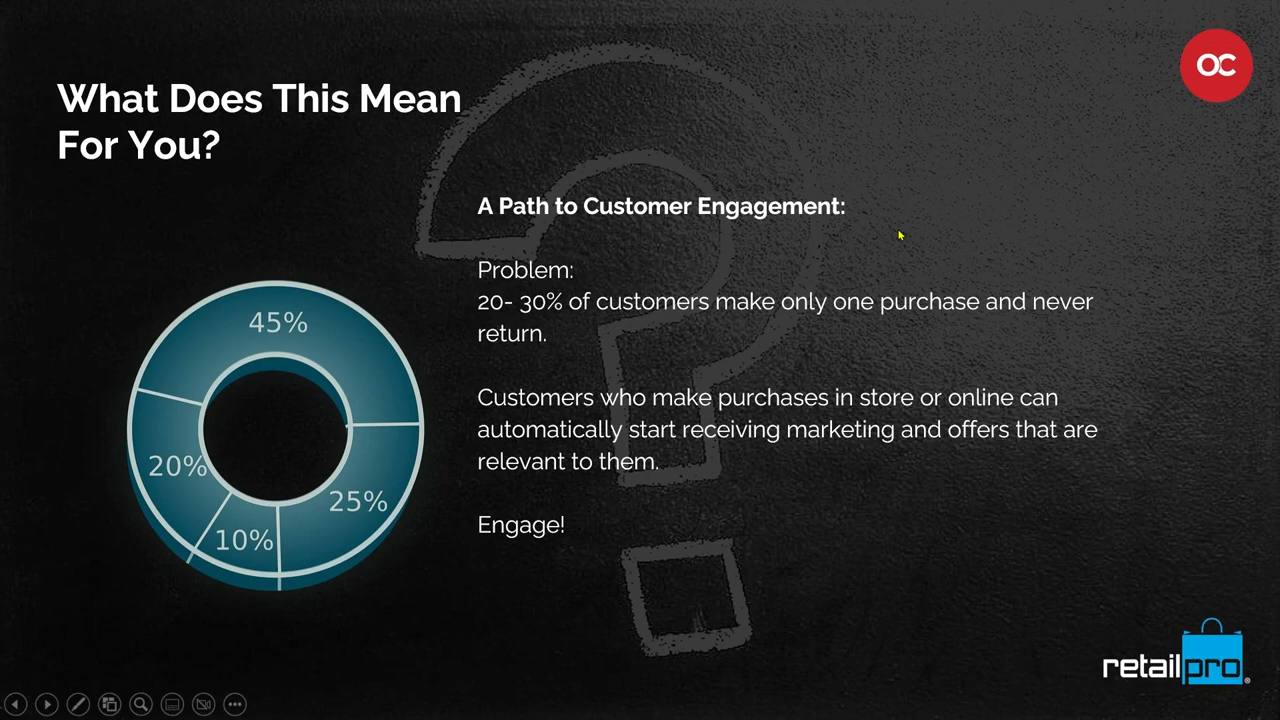 What Does This Mean
For You?
OC
A Path to Customer Engagement:
Problem:
20- 30% of customers make only one purchase and never
return.
Customers who make purchases in store or online can
automatically start receiving marketing and offers that are
relevant to them.
Engage!
45%
20%
25%
10%
retailpro®